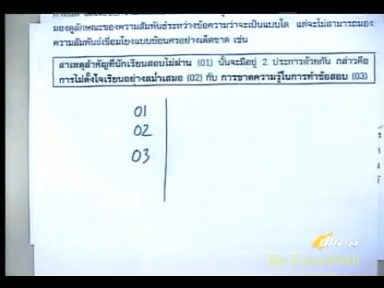 มองดูลักษณะของความสัมพันธ์ระหว่างข้อความว่าจะเป็นแบบใด แต่จะไม่สามารถมอง
ความสัมพันธ์เชื่อมโยงแบบย้อนศรอย่างเด็ดขาด เช่น
สาเหตุสำคัญที่นักเรียนสอบไม่ผ่าน (01) นั้นจะมีอยู่ 2 ประการด้วยกัน กล่าวคือ
การไม่ตั้งใจเรียนอย่างสม่ำเสมอ (02) กับ การขาดความรู้ในการทำข้อสอบ (03)
01
02
03